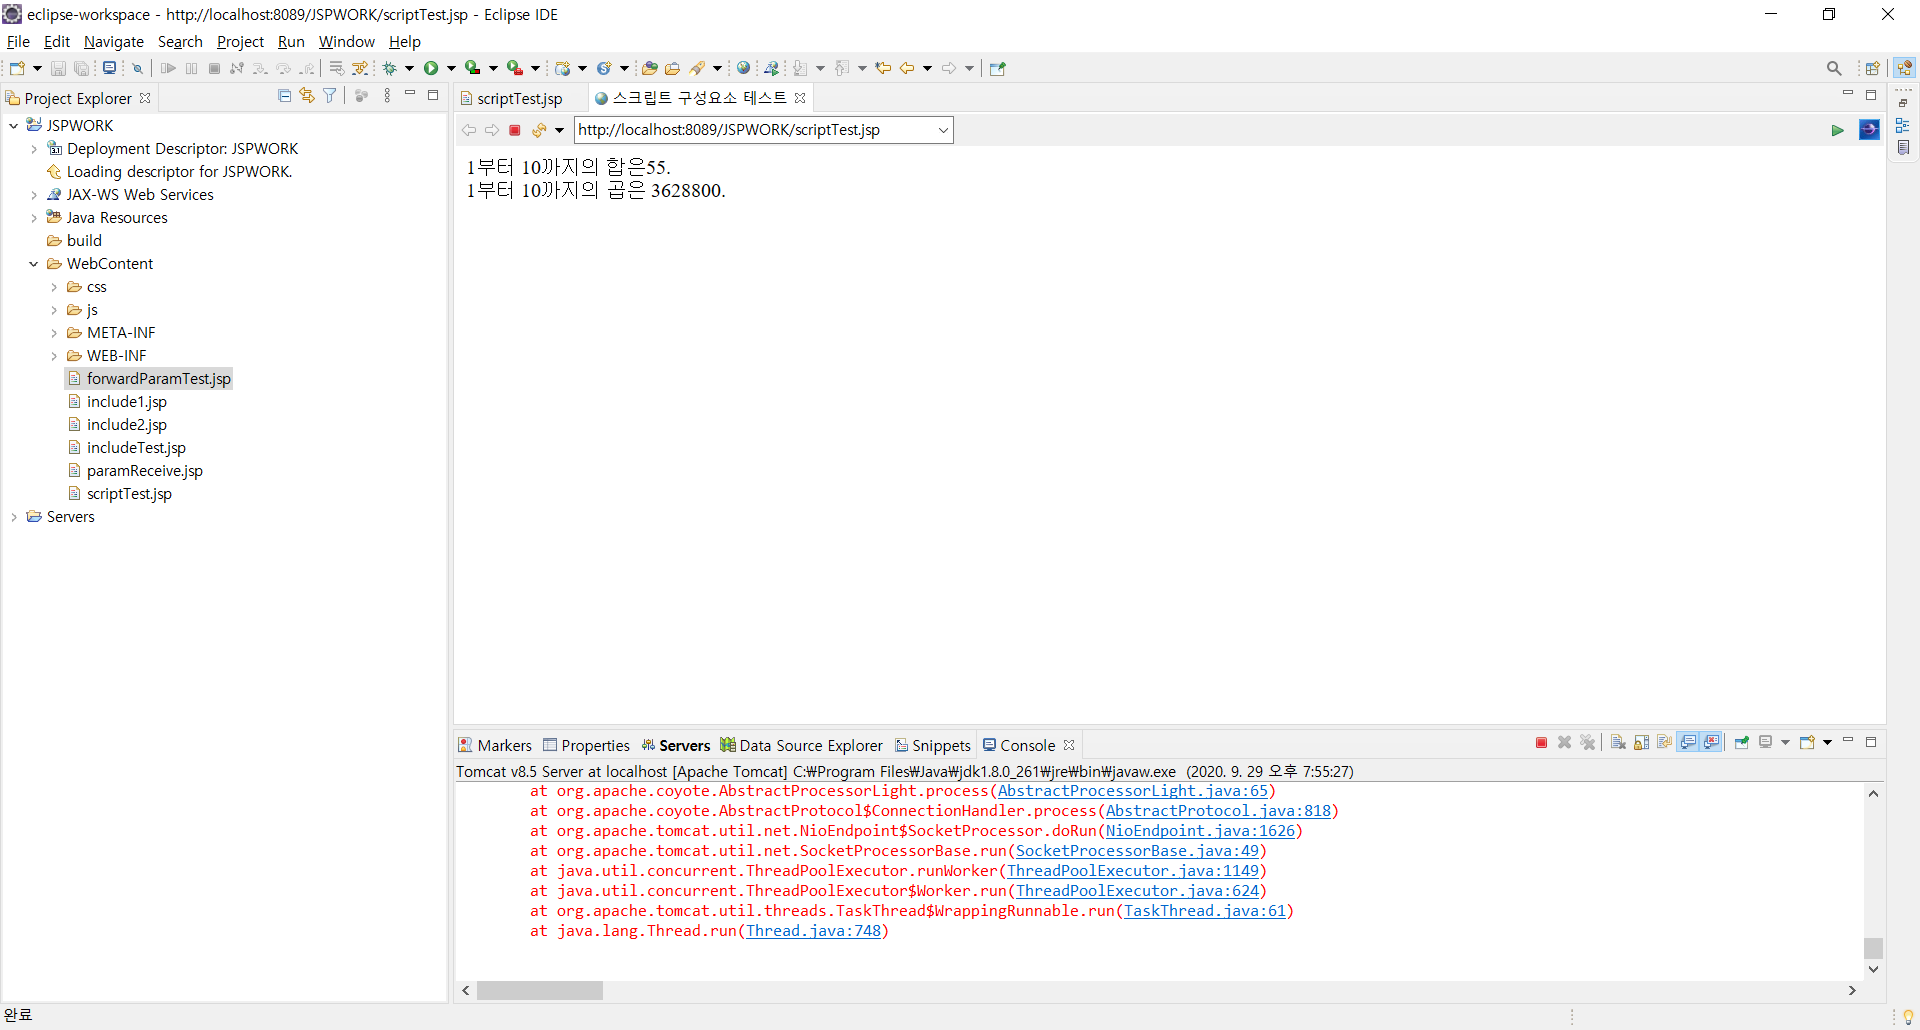 eclipse-workspace - http://localhost:8089/JSPWORK/scriptTest.jsp - Eclipse IDE
File Edit Navigate Search Project Run Window Help
Project Explorer
JSPWORK
Deployment Descriptor: JSPWORK
Loading descriptor for JSPWORK.
JAX-WS Web Services
Java Resources
build
WebContent
css
js
META-INF
WEB-INF
forwardParamTest.jsp
include1.jsp
include2.jsp
includeTest.jsp
paramReceive.jsp
scriptTest.jsp
Servers
scriptTest.jsp 스크립트 구성요소 테스트
http://localhost:8089/JSPWORK/scriptTest.jsp
1부터 10까지의 합은55.
1부터 10까지의 곱은 3628800.
Markers Properties Servers Data Source Explorer Snippets Console
Tomcat v8.5 Server at localhost [Apache Tomcat] C:₩Program Files₩Java₩jdk1.8.0_261₩jre₩bin₩javaw.exe (2020. 9. 29 오후 7:55:27)
at org.apache.coyote.AbstractProcessorLight.process(AbstractProcessorLight.java:65)
at org.apache.coyote.AbstractProtocol$ConnectionHandler.process(AbstractProtocol.java:818)
at org.apache.tomcat.util.net.NioEndpoint$SocketProcessor.doRun(NioEndpoint.java:1626)
at org.apache.tomcat.util.net.SocketProcessorBase.run(SocketProcessorBase.java:49)
at java.util.concurrent.ThreadPoolExecutor.runWorker(ThreadPoolExecutor.java:1149)
at java.util.concurrent.ThreadPoolExecutor$Worker.run(ThreadPoolExecutor.java:624)
at org.apache.tomcat.util.threads.TaskThread$WrappingRunnable.run(TaskThread.java:61)
at java.lang.Thread.run(Thread.java:748)
완료